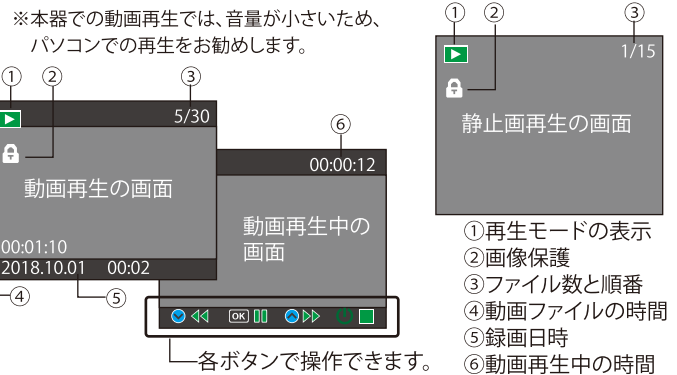 ※本器での動画再生では、音量が小さいため、
パソコンでの再生をお勧めします。
① ② ③
5/30
動画再生の画面
00:01:10
2018.10.01 00:02
④ ⑤
⑥
00:00:12
動画再生中の
画面
OK
各ボタンで操作できます。
① ② ③
1/15
静止画再生の画面
①再生モードの表示
②画像保護
③ファイル数と順番
④動画ファイルの時間
⑤録画日時
⑥動画再生中の時間